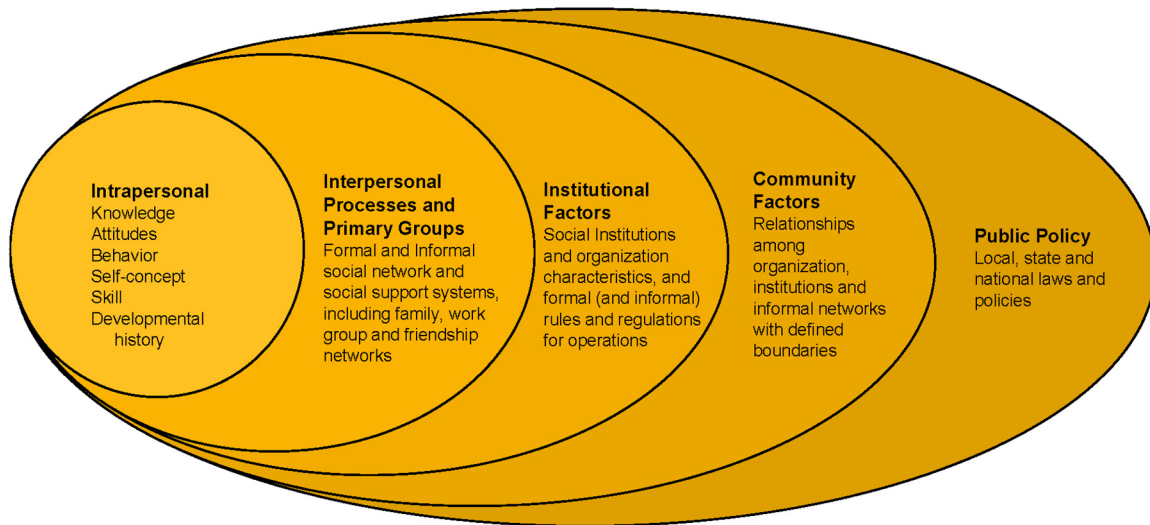 Intrapersonal
Knowledge
Attitudes
Behavior
Self-concept
Skill
Developmental
history
Interpersonal
Processes and
Primary Groups
Formal and Informal
social network and
social support systems,
including family, work
group and friendship
networks
Institutional
Factors
Social Institutions
and organization
characteristics, and
formal (and informal)
rules and regulations
for operations
Community
Factors
Relationships
among
organization,
institutions and
informal networks
with defined
boundaries
Public Policy
Local, state and
national laws and
policies